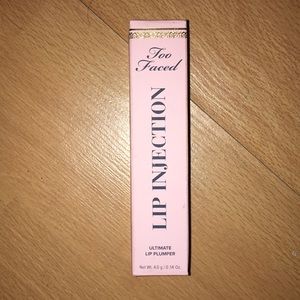 Too
Faced
LIP INJECTION
ULTIMATE
LIP PLUMPER
Net Wt. 4.0 g / 0.14 Oz.